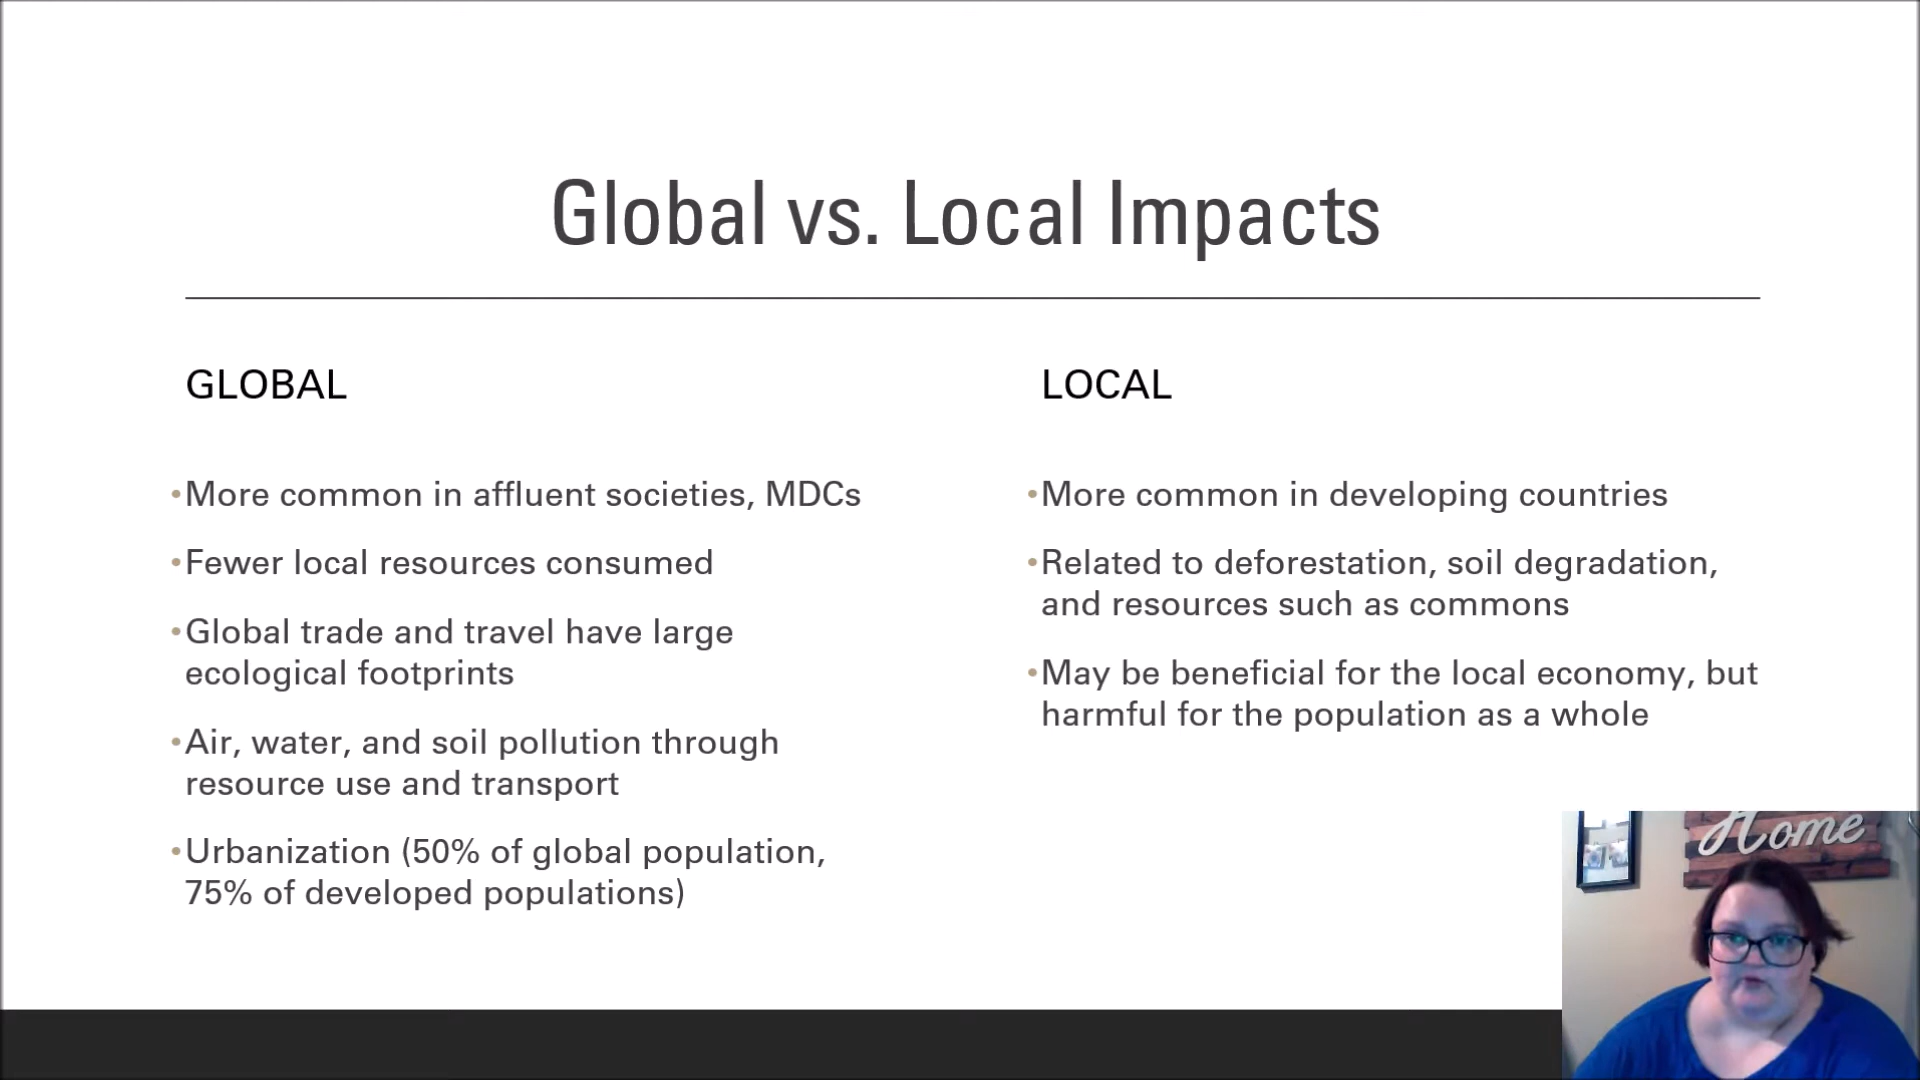 Global vs. Local Impacts
GLOBAL
•More common in affluent societies, MDCs
•Fewer local resources consumed
•Global trade and travel have large
ecological footprints
•Air, water, and soil pollution through
resource use and transport
•Urbanization (50% of global population,
75% of developed populations)
LOCAL
•More common in developing countries
•Related to deforestation, soil degradation,
and resources such as commons
•May be beneficial for the local economy, but
harmful for the population as a whole
Home